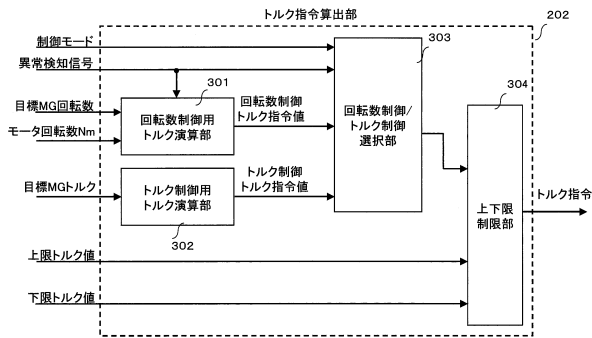 トルク指令算出部
202
制御モード
303
異常検知信号
301
304
目標MG回転数
回転数制御用
トルク演算部
回転数制御
トルク指令値
回転数制御/
トルク制御
選択部
モータ回転数Nm
目標MGトルク
トルク制御用
トルク演算部
トルク制御
トルク指令値
302
上下限
制限部
トルク指令
上限トルク値
下限トルク値